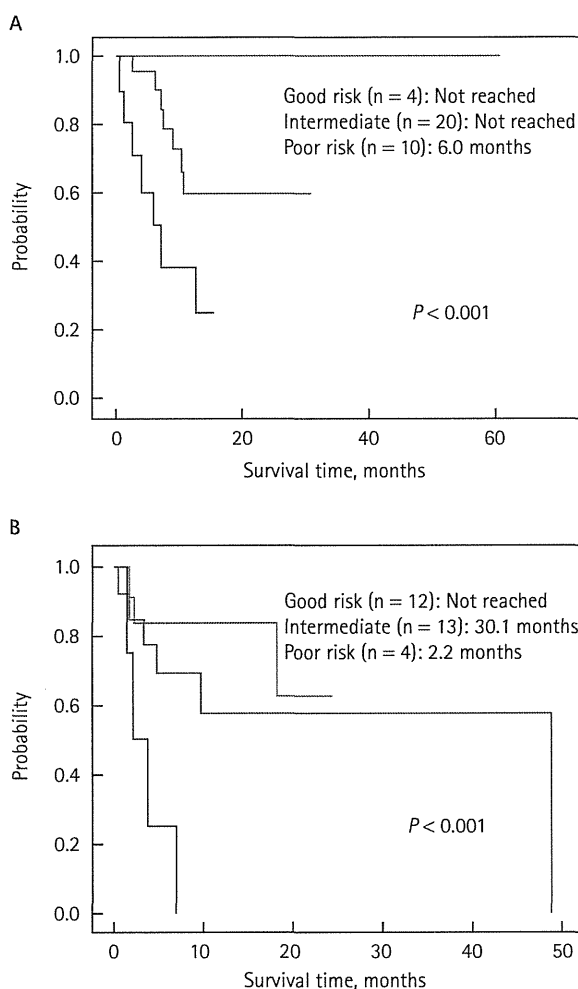 A
1.0
0.8
0.6
0.4
0.2
0.0
Probability
Good risk (n = 4): Not reached
Intermediate (n = 20): Not reached
Poor risk (n = 10): 6.0 months
P < 0.001
0 20 40 60
Survival time, months
B
1.0
0.8
0.6
0.4
0.2
0.0
Probability
Good risk (n = 12): Not reached
Intermediate (n = 13): 30.1 months
Poor risk (n = 4): 2.2 months
P < 0.001
0 10 20 30 40 50
Survival time, months